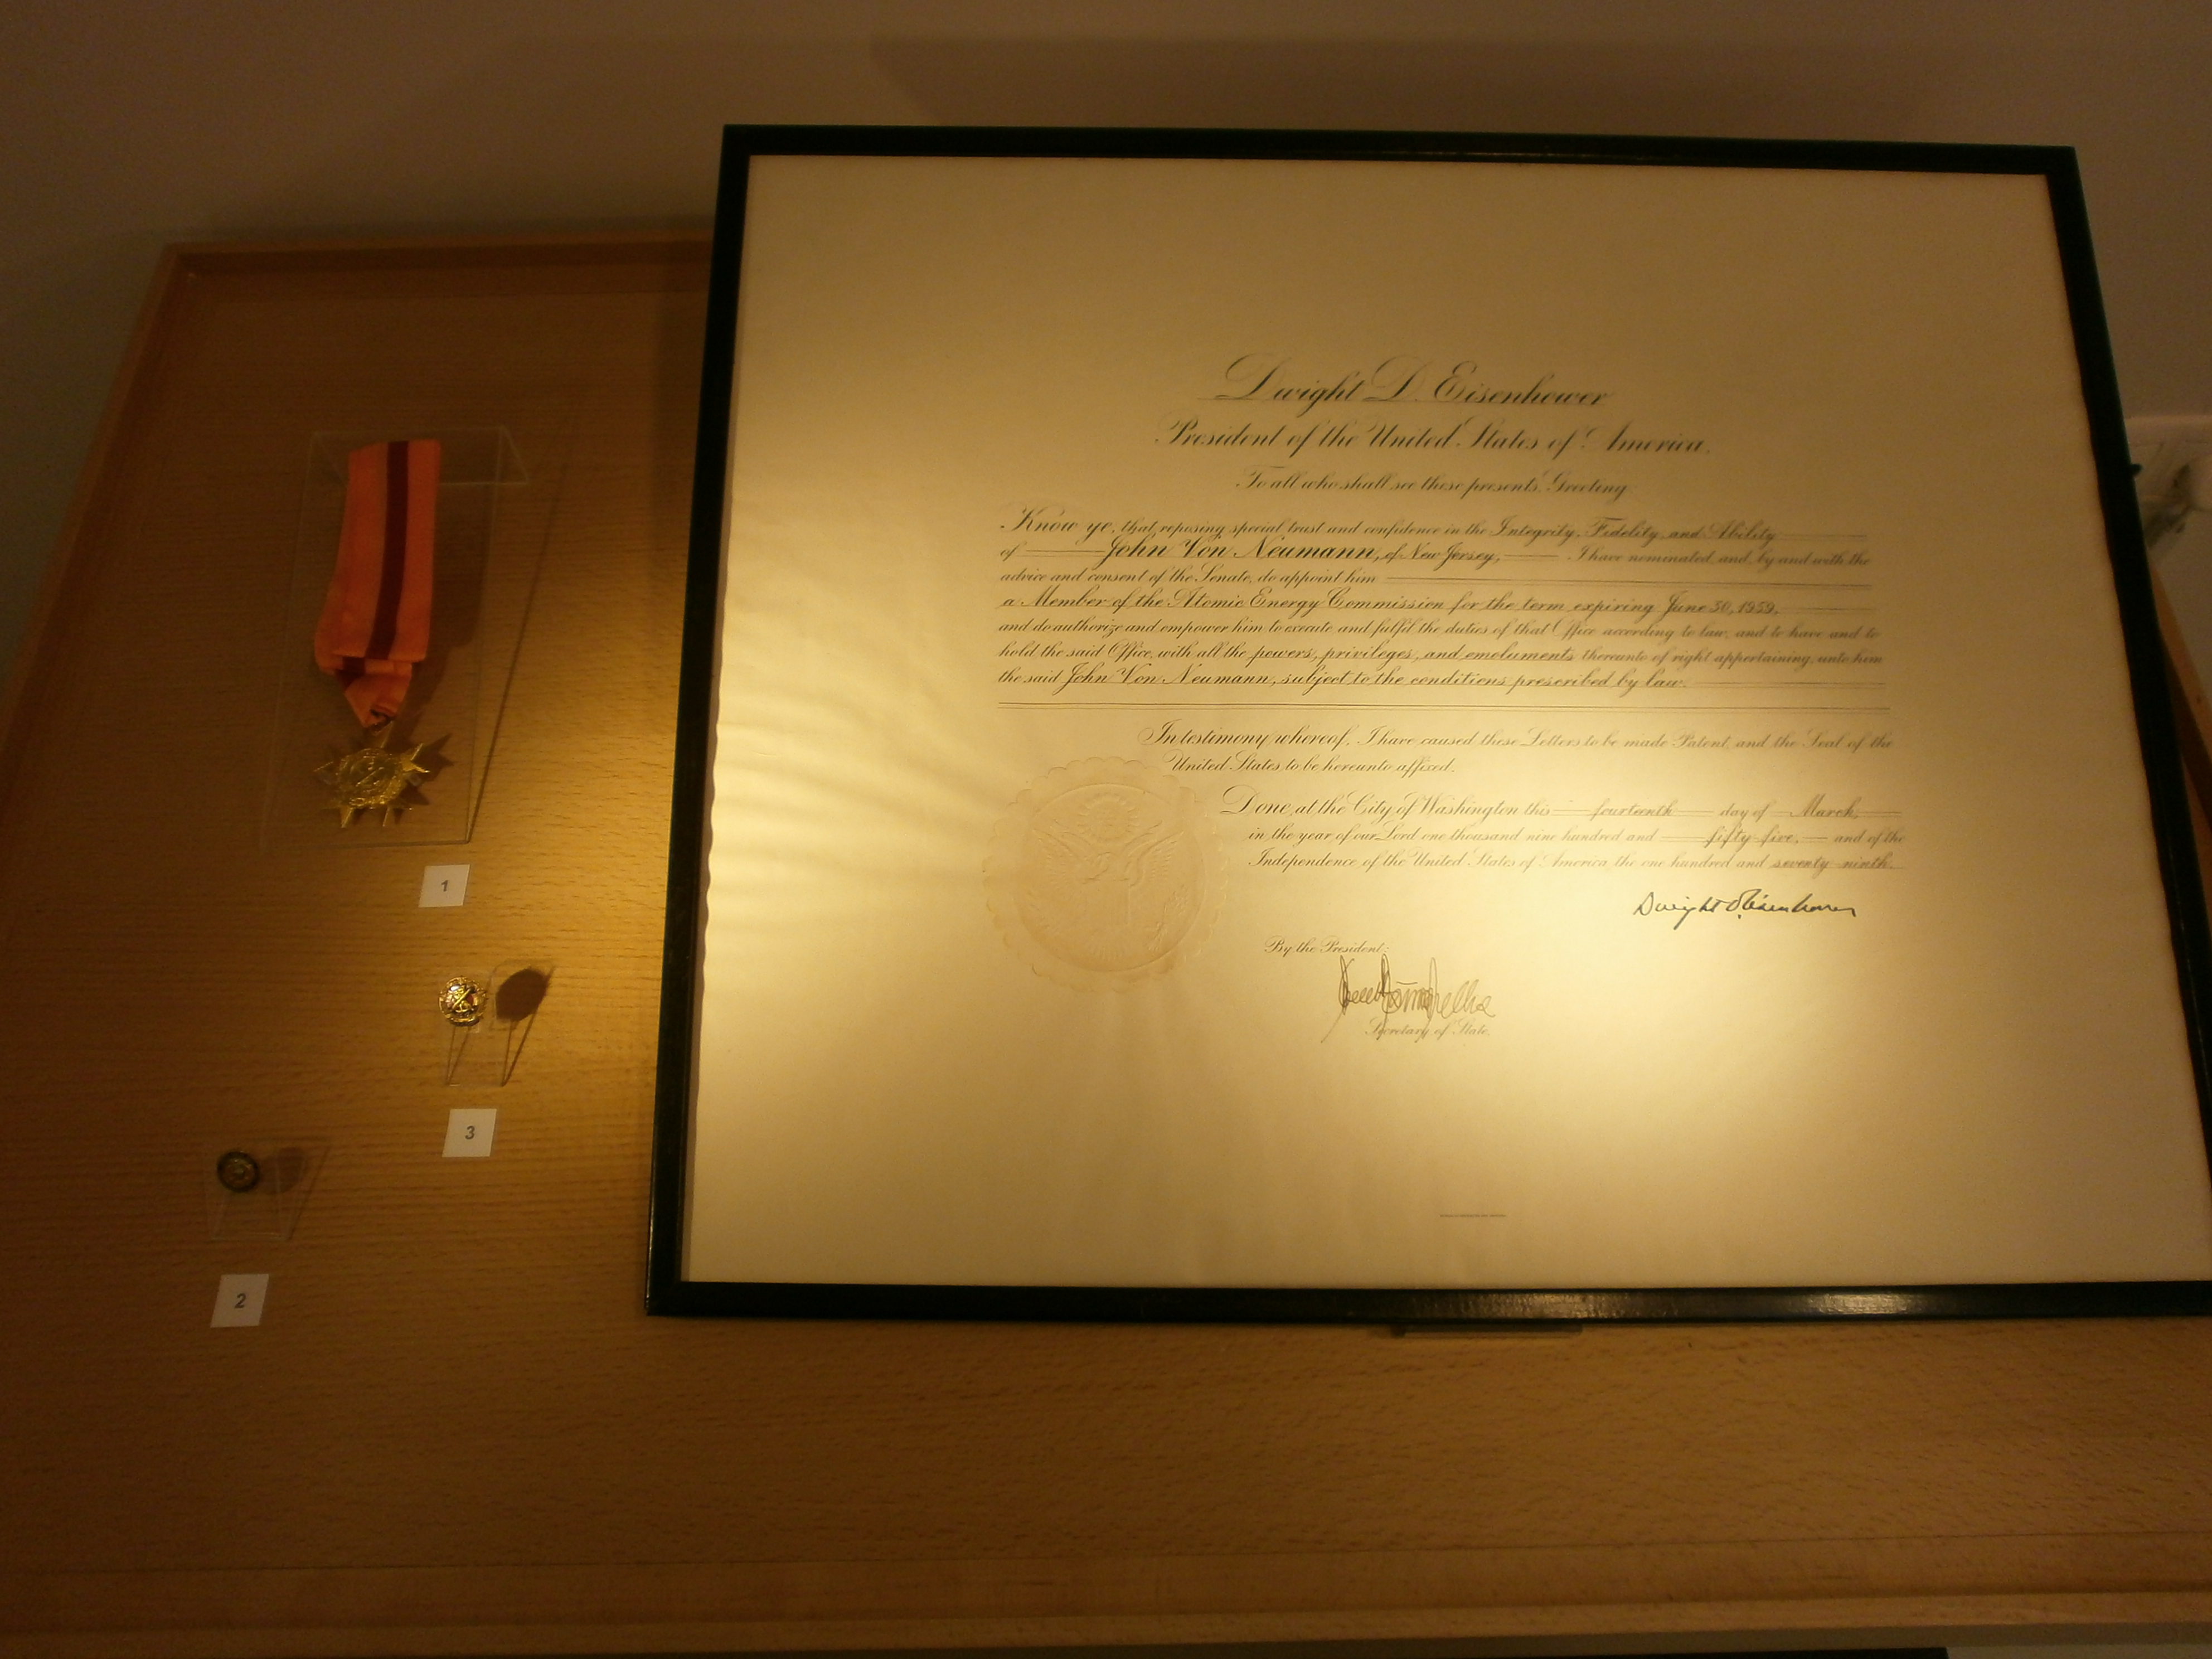 Dwight D. Eisenhower
President of the United States of America.
To all who shall see these presents, Greeting
Know ye, that reposing special trust and confidence in the Integrity, Fidelity and Ability
of John Von Neumann, of New Jersey, I have nominated and, by and with the
advice and consent of the Senate, do appoint him
a Member of the Atomic Energy Commission for the term expiring June 30, 1959,
and do authorize and empower him to execute and fulfil the duties of that Office according to law, and to have and to
hold the said Office, with all the powers, privileges, and emoluments thereunto of right appertaining, unto him
the said John Von Neumann, subject to the conditions prescribed by law.
In testimony whereof, I have caused these Letters to be made Patent, and the Seal of the
United States to be hereunto affixed.
Done at the City of Washington this fourteenth day of March,
in the year of our Lord one thousand nine hundred and fifty-five, and of the
Independence of the United States of America the one hundred and seventy-ninth.
Dwight D Eisenhower
By the President:
Secretary of State.
1
3
2